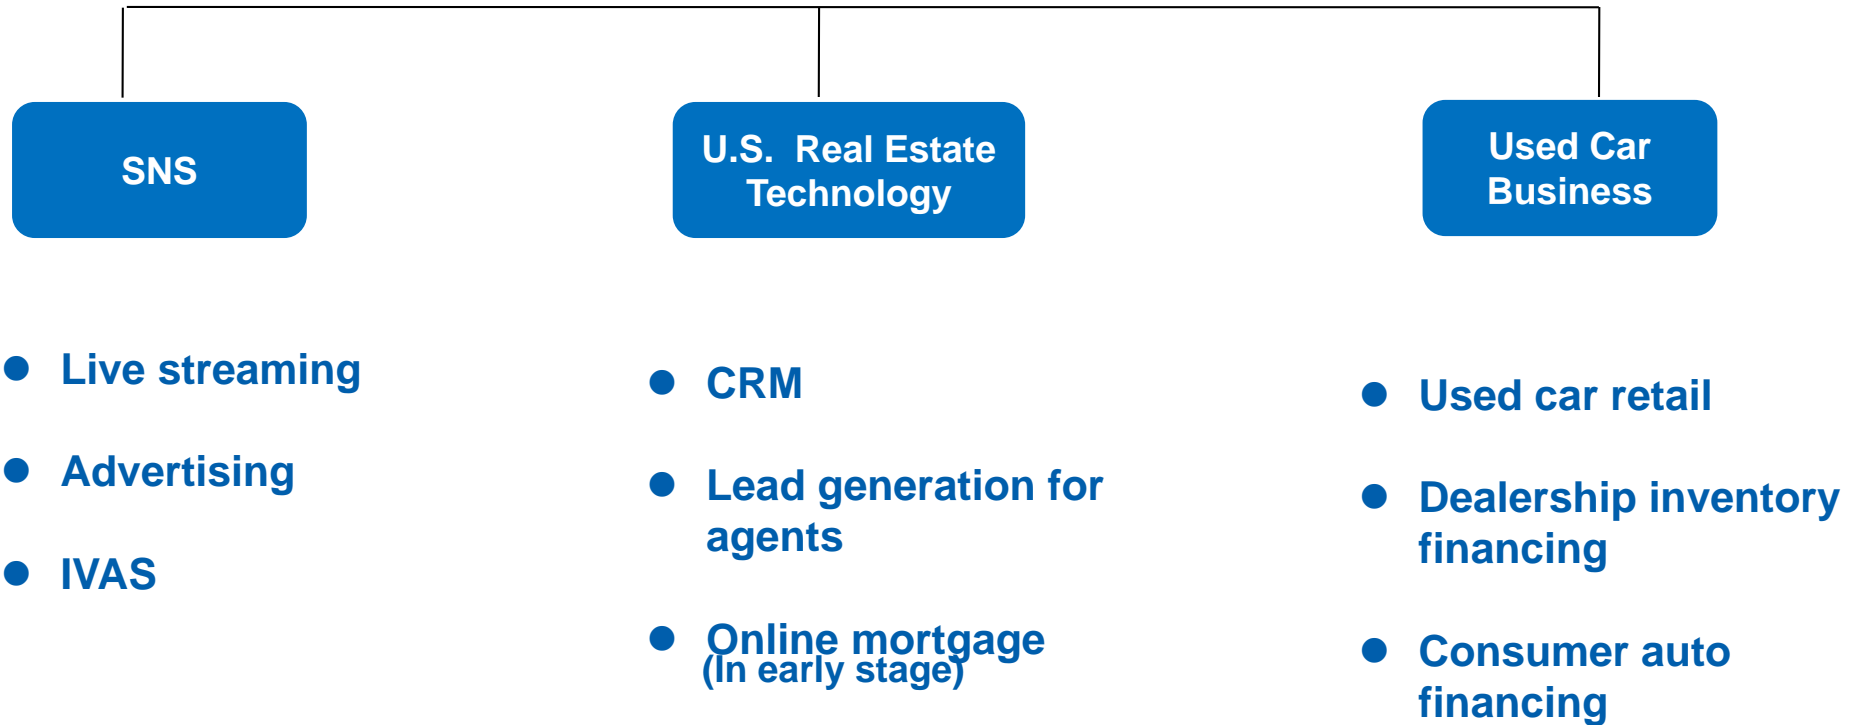 SNS
Live streaming
Advertising
IVAS
U.S. Real Estate
Technology
CRM
Lead generation for
agents
Online mortgage
(In early stage)
Used Car
Business
Used car retail
Dealership inventory
financing
Consumer auto
financing